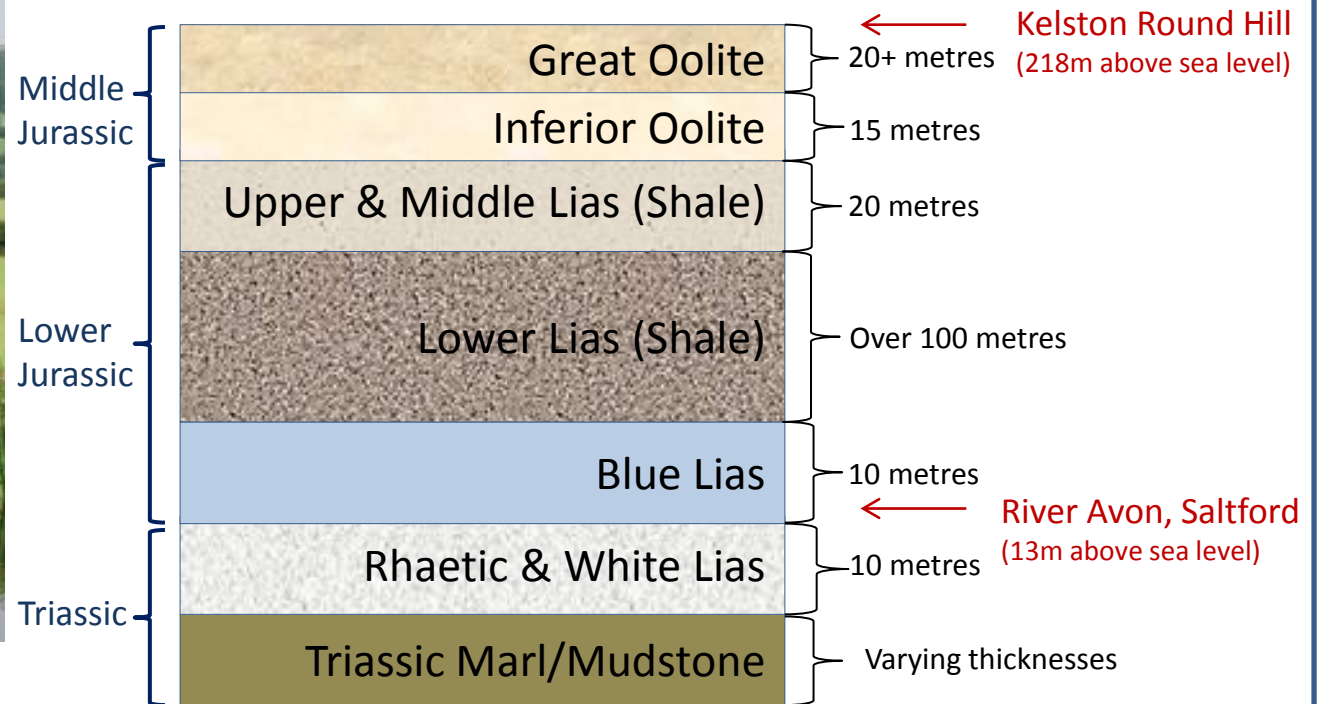 Kelston Round Hill
(218m above sea level)
Great Oolite
20+ metres
Middle
Jurassic
Inferior Oolite
15 metres
Upper & Middle Lias (Shale)
20 metres
Lower
Jurassic
Lower Lias (Shale)
Over 100 metres
Blue Lias
10 metres
River Avon, Saltford
(13m above sea level)
Rhaetic & White Lias
10 metres
Triassic
Triassic Marl/Mudstone
Varying thicknesses